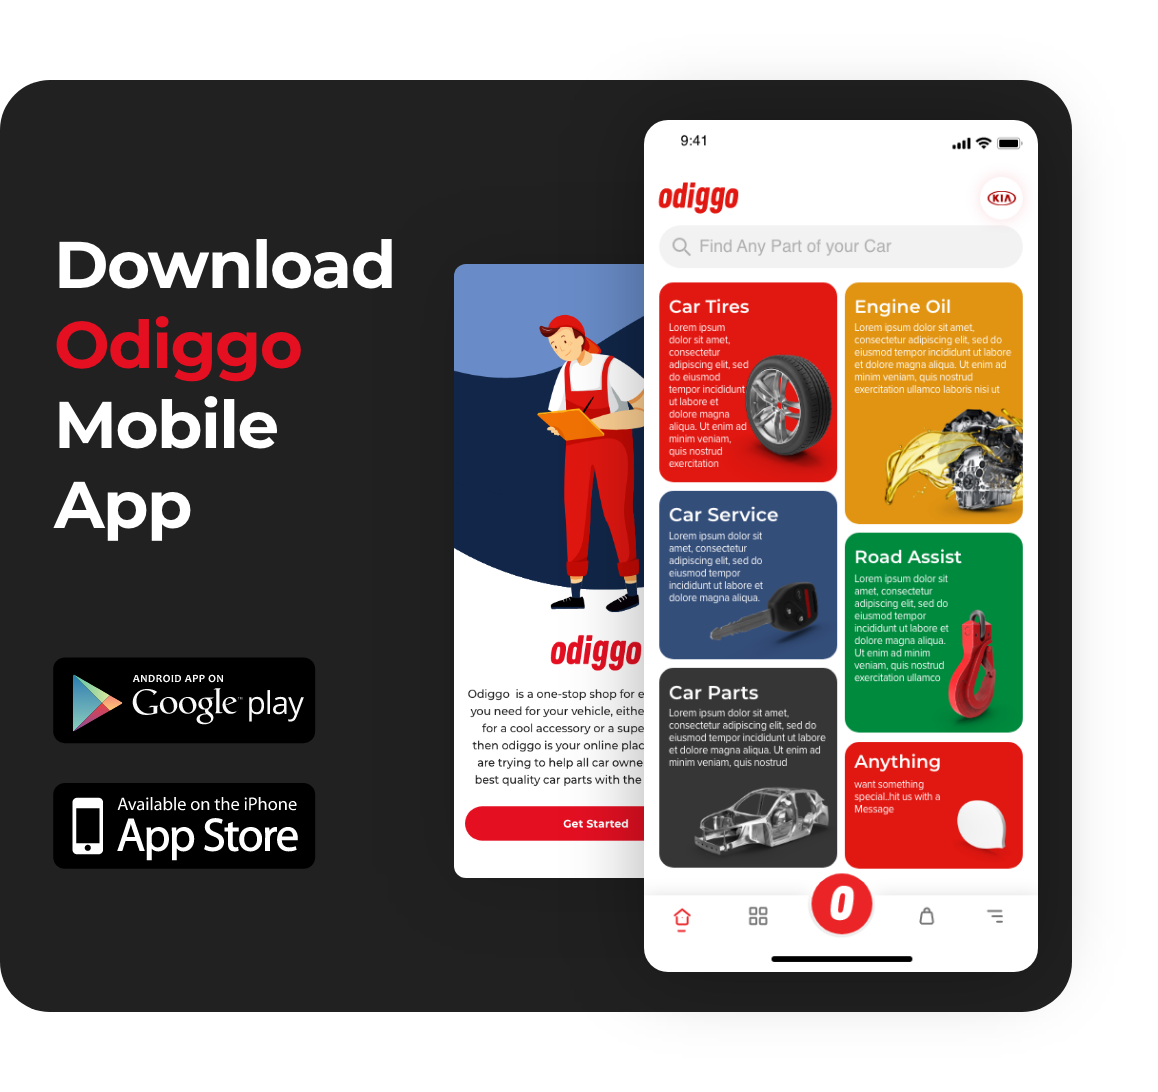 Download
Odiggo
Mobile
App
ANDROID APP ON
Google™ play
Available on the iPhone
App Store
odiggo
Odiggo is a one-stop shop for e
you need for your vehicle, eithe
for a cool accessory or a supe
then odiggo is your online plac
are trying to help all car owne
best quality car parts with the
Get Started
9:41
odiggo
KIA
Find Any Part of your Car
Car Tires
Lorem ipsum
dolor sit amet,
consectetur
adipiscing elit, sed
do eiusmod
tempor incididunt
ut labore et
dolore magna
aliqua. Ut enim ad
minim veniam,
quis nostrud
exercitation
Engine Oil
Lorem ipsum dolor sit amet,
consectetur adipiscing elit, sed do
eiusmod tempor incididunt ut labore
et dolore magna aliqua. Ut enim ad
minim veniam, quis nostrud
exercitation ullamco laboris nisi ut
Car Service
Lorem ipsum dolor sit
amet, consectetur
adipiscing elit, sed do
eiusmod tempor
incididunt ut labore et
dolore magna aliqua.
Road Assist
Lorem ipsum dolor sit
amet, consectetur
adipiscing elit, sed do
eiusmod tempor
incididunt ut labore et
dolore magna aliqua.
Ut enim ad minim
veniam, quis nostrud
exercitation ullamco
Car Parts
Lorem ipsum dolor sit amet,
consectetur adipiscing elit, sed do
eiusmod tempor incididunt ut labore
et dolore magna aliqua. Ut enim ad
minim veniam, quis nostrud
Anything
want something
special..hit us with a
Message
O